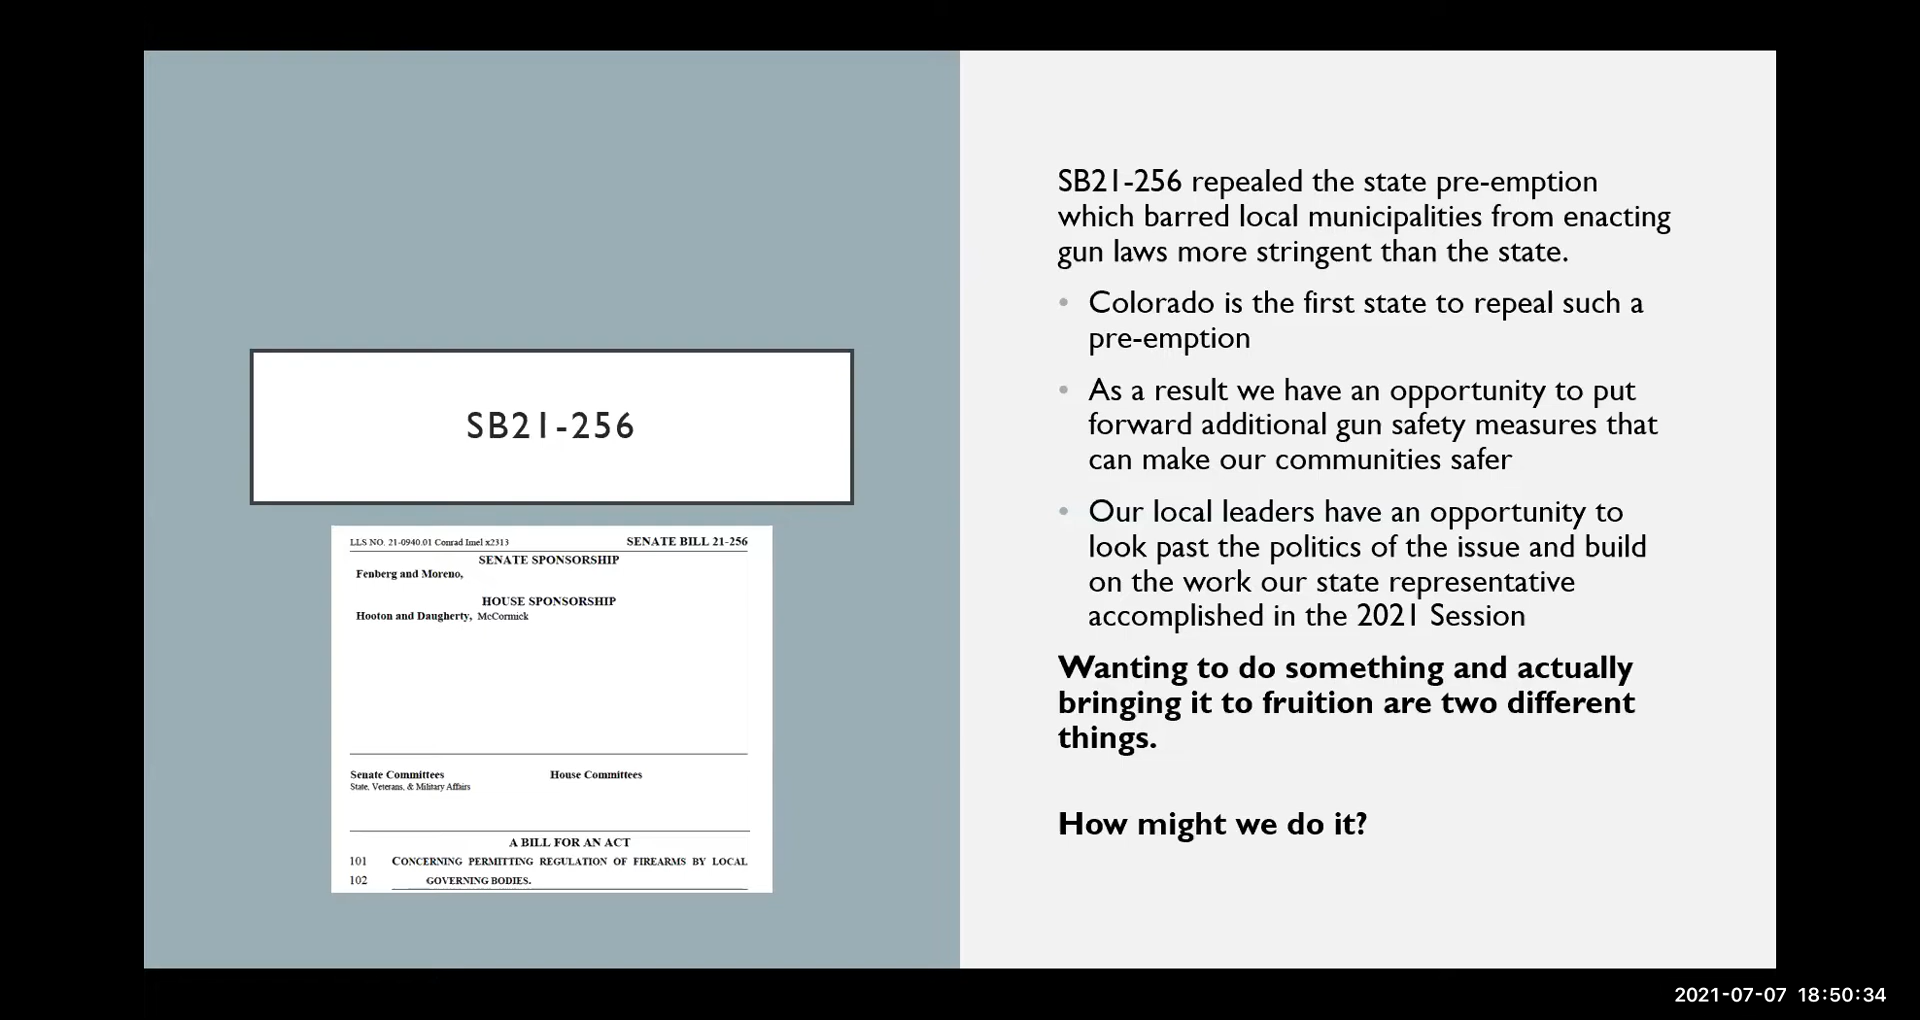 SB21-256
LLS NO. 21-0940.01 Conrad Imel x2313 SENATE BILL 21-256
SENATE SPONSORSHIP
Fenberg and Moreno,
HOUSE SPONSORSHIP
Hooton and Daugherty, McCormick
Senate Committees House Committees
State, Veterans, & Military Affairs
A BILL FOR AN ACT
101 CONCERNING PERMITTING REGULATION OF FIREARMS BY LOCAL
102 GOVERNING BODIES.
SB21-256 repealed the state pre-emption
which barred local municipalities from enacting
gun laws more stringent than the state.
• Colorado is the first state to repeal such a
pre-emption
• As a result we have an opportunity to put
forward additional gun safety measures that
can make our communities safer
• Our local leaders have an opportunity to
look past the politics of the issue and build
on the work our state representative
accomplished in the 2021 Session
Wanting to do something and actually
bringing it to fruition are two different
things.
How might we do it?
2021-07-07 18:50:34